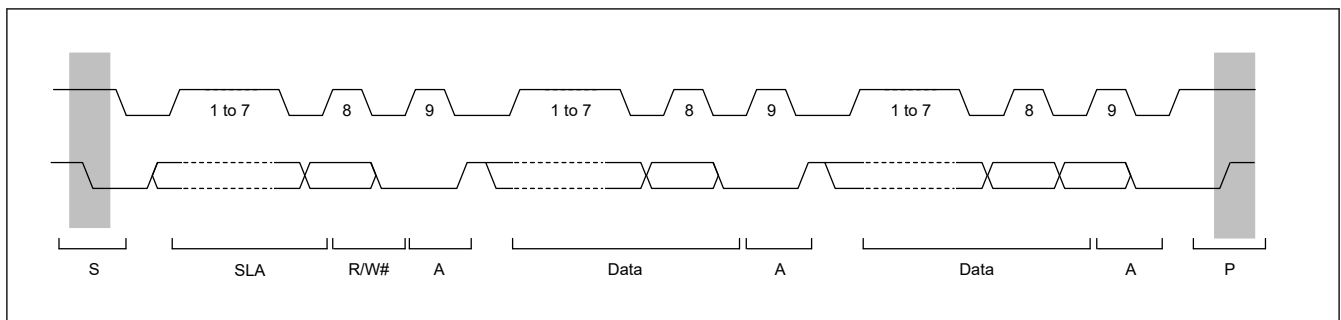 1 to 7 8 9 1 to 7 8 9 1 to 7 8 9
S SLA R/W# A Data A Data A P